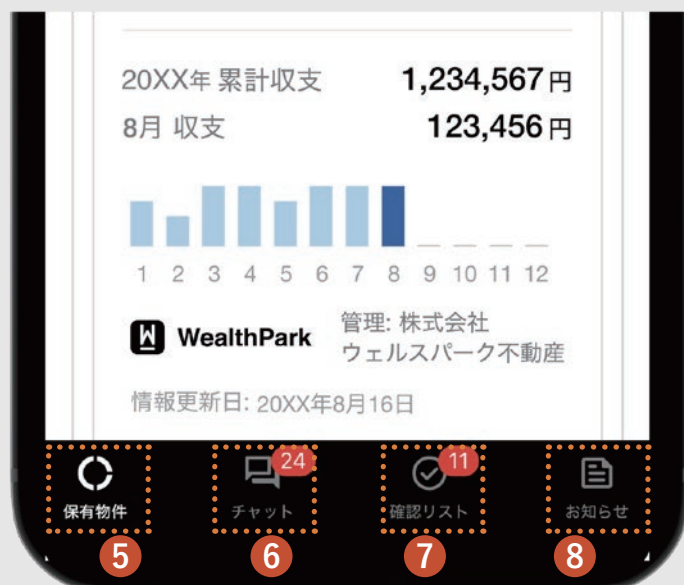 20XX年 累計収支 1,234,567円
8月 収支 123,456円
1 2 3 4 5 6 7 8 9 10 11 12
WealthPark 管理: 株式会社
ウェルスパーク不動産
情報更新日: 20XX年8月16日
24 11
保有物件 チャット 確認リスト お知らせ
5 6 7 8